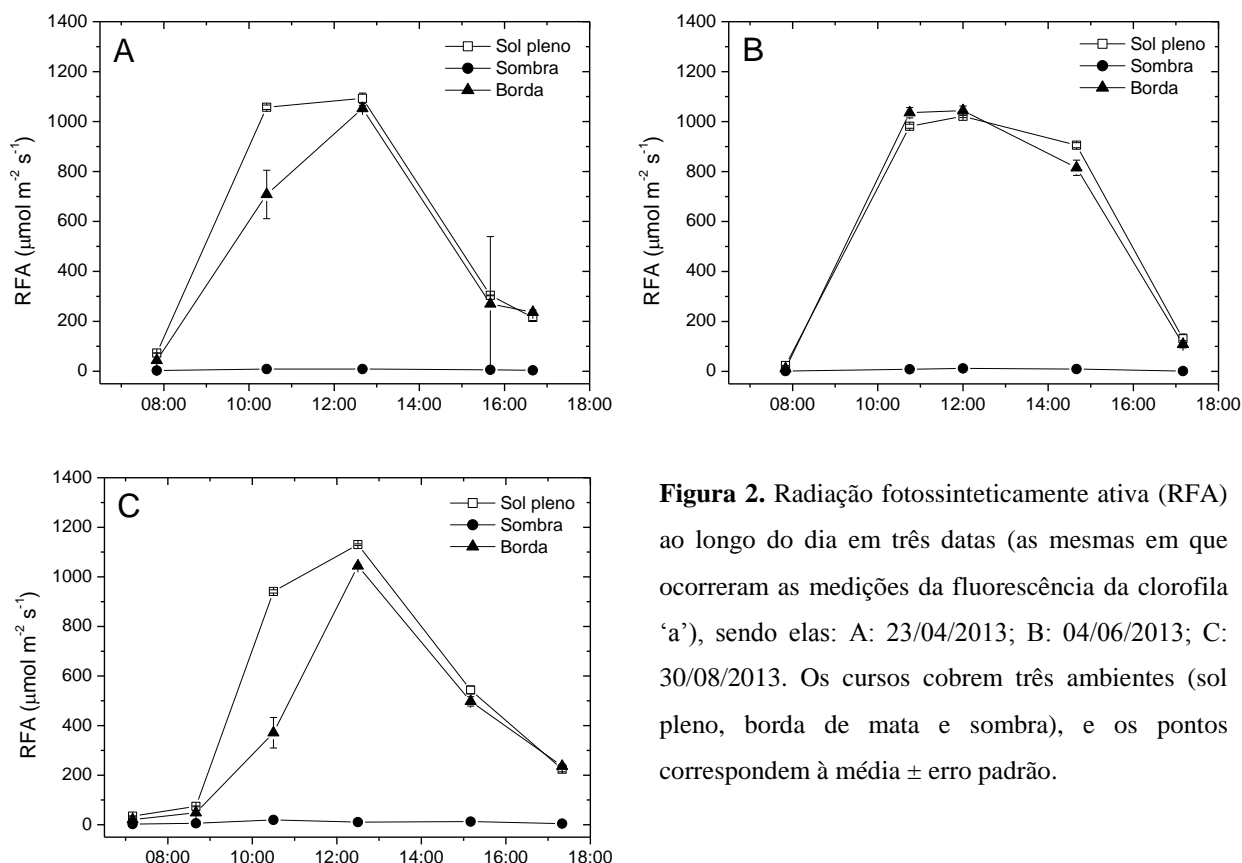 A
Sol pleno
Sombra
Borda
RFA (μmol m⁻² s⁻¹)
1400
1200
1000
800
600
400
200
0
08:00 10:00 12:00 14:00 16:00 18:00
B
Sol pleno
Sombra
Borda
RFA (μmol m⁻² s⁻¹)
1400
1200
1000
800
600
400
200
0
08:00 10:00 12:00 14:00 16:00 18:00
C
Sol pleno
Sombra
Borda
RFA (μmol m⁻² s⁻¹)
1400
1200
1000
800
600
400
200
0
08:00 10:00 12:00 14:00 16:00 18:00
Figura 2. Radiação fotossinteticamente ativa (RFA)
ao longo do dia em três datas (as mesmas em que
ocorreram as medições da fluorescência da clorofila
‘a’), sendo elas: A: 23/04/2013; B: 04/06/2013; C:
30/08/2013. Os cursos cobrem três ambientes (sol
pleno, borda de mata e sombra), e os pontos
correspondem à média ± erro padrão.